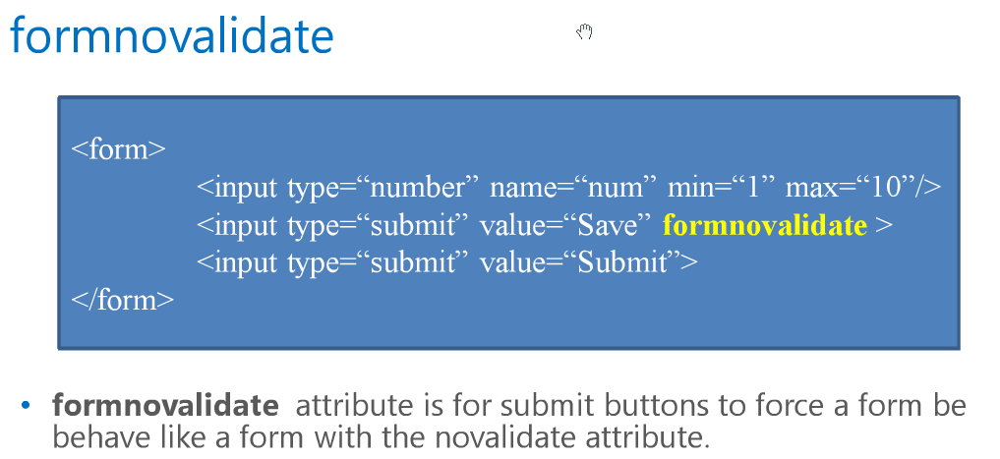 formnovalidate
<form>
<input type=“number” name=“num” min=“1” max=“10”/>
<input type=“submit” value=“Save” formnovalidate >
<input type=“submit” value=“Submit”>
</form>
• formnovalidate attribute is for submit buttons to force a form be
behave like a form with the novalidate attribute.